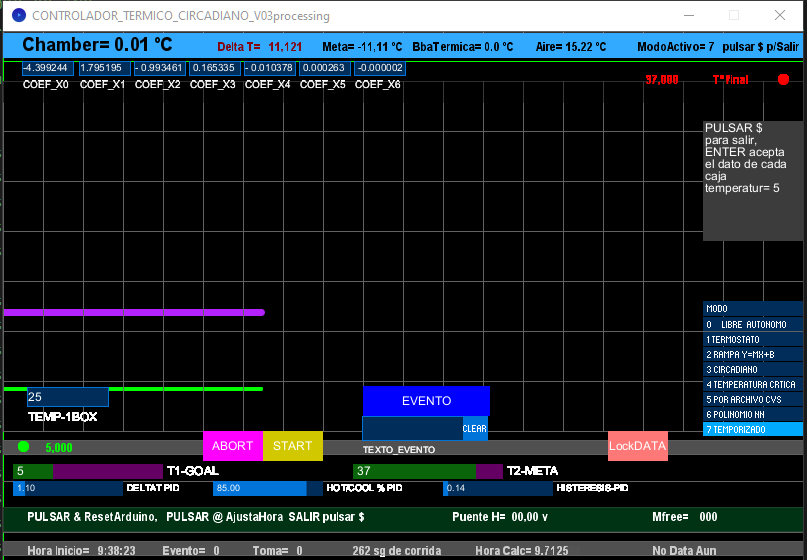 CONTROLADOR_TERMICO_CIRCADIANO_V03processing
Chamber= 0.01 °C Delta T= 11,121 Meta= -11,11 °C BbaTermica= 0.0 °C Aire= 15.22 °C ModoActivo= 7 pulsar $ p/Salir
-4.399244 1.795195 - 0.993461 0.165335 - 0.010378 0.000263 -0.000002
COEF_X0 COEF_X1 COEF_X2 COEF_X3 COEF_X4 COEF_X5 COEF_X6
37,000 Tªfinal
PULSAR $
para salir,
ENTER acepta
el dato de cada
caja
temperatur= 5
MODO
0 LIBRE AUTONOMO
1 TERMOSTATO
2 RAMPA Y=MX+B
3 CIRCADIANO
4 TEMPERATURA CRTICA
5 POR ARCHIVO CVS
6 POLINOMIO NN
7 TEMPORIZADO
25
TEMP-1BOX
EVENTO
CLEAR
TEXTO_EVENTO
5,000
ABORT
START
LockDATA
5 T1-GOAL 37 T2-META
1.10 DELTAT PID 85.00 HOT/COOL % PID 0.14 HISTERESIS-PID
PULSAR & ResetArduino, PULSAR @ AjustaHora SALIR pulsar $ Puente H= 00,00 v Mfree= 000
Hora Inicio= 9:38:23 Evento= 0 Toma= 0 262 sg de corrida Hora Calc= 9.7125 No Data Aun